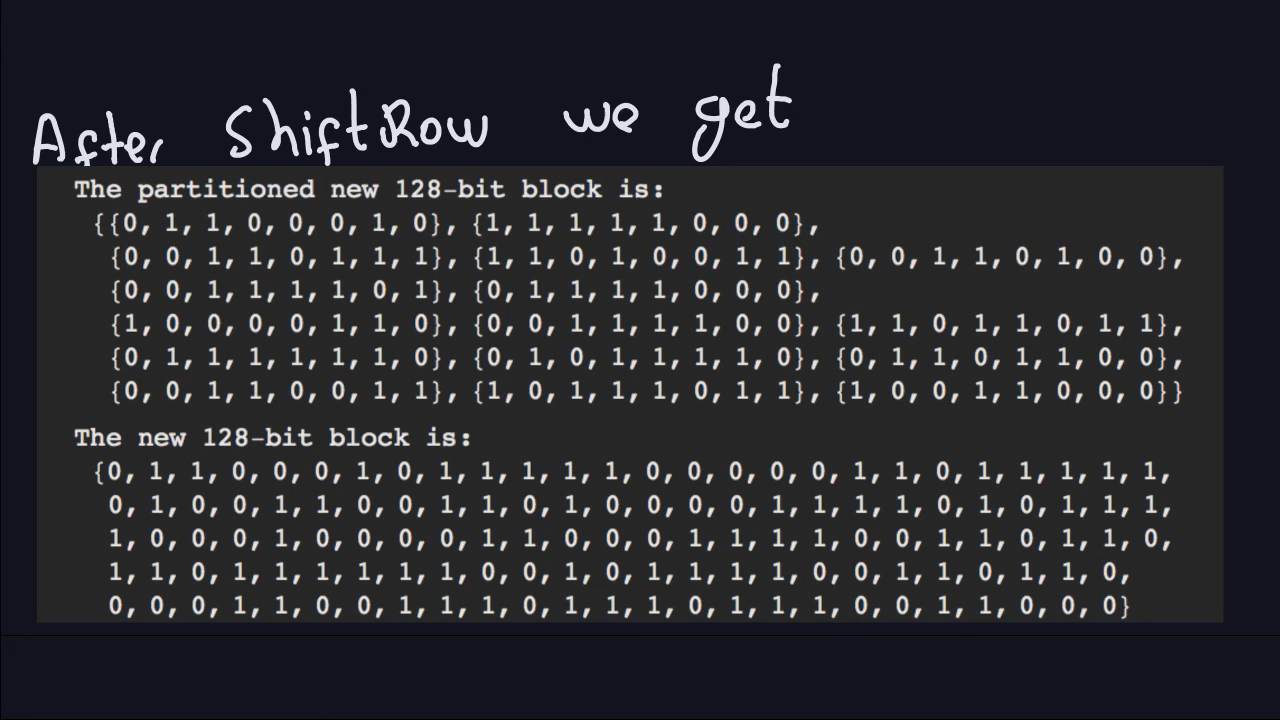 After ShiftRow we get
The partitioned new 128-bit block is:
{{0, 1, 1, 0, 0, 0, 1, 0}, {1, 1, 1, 1, 1, 0, 0, 0},
{0, 0, 1, 1, 0, 1, 1, 1}, {1, 1, 0, 1, 0, 0, 1, 1}, {0, 0, 1, 1, 0, 1, 0, 0},
{0, 0, 1, 1, 1, 1, 0, 1}, {0, 1, 1, 1, 1, 0, 0, 0},
{1, 0, 0, 0, 0, 1, 1, 0}, {0, 0, 1, 1, 1, 1, 0, 0}, {1, 1, 0, 1, 1, 0, 1, 1},
{0, 1, 1, 1, 1, 1, 1, 0}, {0, 1, 0, 1, 1, 1, 1, 0}, {0, 1, 1, 0, 1, 1, 0, 0},
{0, 0, 1, 1, 0, 0, 1, 1}, {1, 0, 1, 1, 1, 0, 1, 1}, {1, 0, 0, 1, 1, 0, 0, 0}}
The new 128-bit block is:
{0, 1, 1, 0, 0, 0, 1, 0, 1, 1, 1, 1, 1, 0, 0, 0, 0, 0, 1, 1, 0, 1, 1, 1, 1, 1,
0, 1, 0, 0, 1, 1, 0, 0, 1, 1, 0, 1, 0, 0, 0, 0, 1, 1, 1, 1, 0, 1, 0, 1, 1, 1,
1, 0, 0, 0, 1, 0, 0, 0, 0, 1, 1, 0, 0, 0, 1, 1, 1, 1, 0, 0, 1, 1, 0, 1, 1, 0,
1, 1, 0, 1, 1, 1, 1, 1, 1, 0, 0, 1, 0, 1, 1, 1, 1, 0, 0, 1, 1, 0, 1, 1, 0,
0, 0, 0, 1, 1, 0, 0, 1, 1, 1, 0, 1, 1, 1, 0, 1, 1, 1, 0, 0, 1, 1, 0, 0, 0}